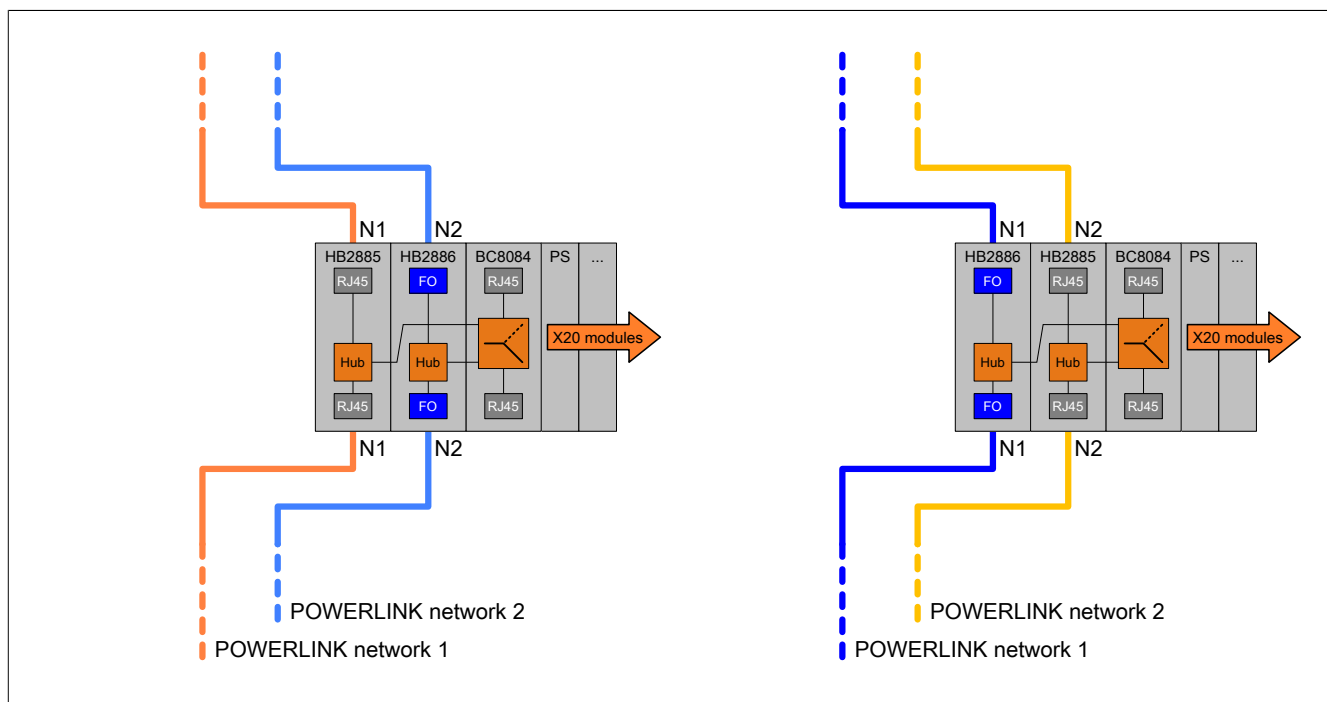 N1 N2
HB2885 HB2886 BC8084 PS ...
RJ45 FO RJ45
X20 modules
Hub Hub
RJ45 FO RJ45
N1 N2
POWERLINK network 2
POWERLINK network 1
N1 N2
HB2886 HB2885 BC8084 PS ...
FO RJ45 RJ45
X20 modules
Hub Hub
FO RJ45 RJ45
N1 N2
POWERLINK network 2
POWERLINK network 1